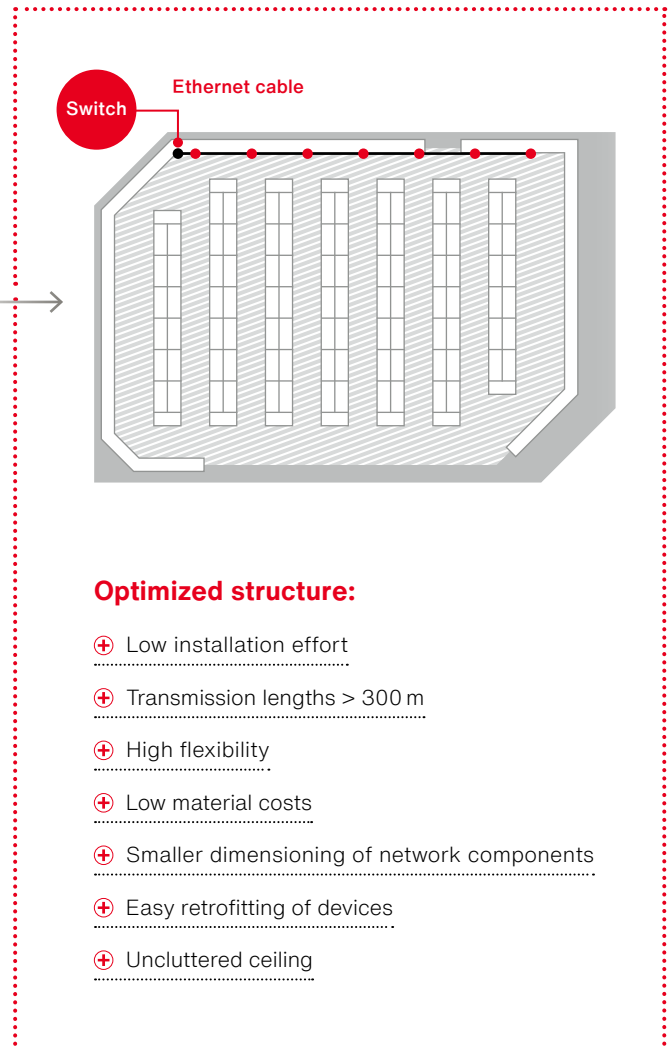 Ethernet cable
Switch
Optimized structure:
Low installation effort
Transmission lengths > 300 m
High flexibility
Low material costs
Smaller dimensioning of network components
Easy retrofitting of devices
Uncluttered ceiling